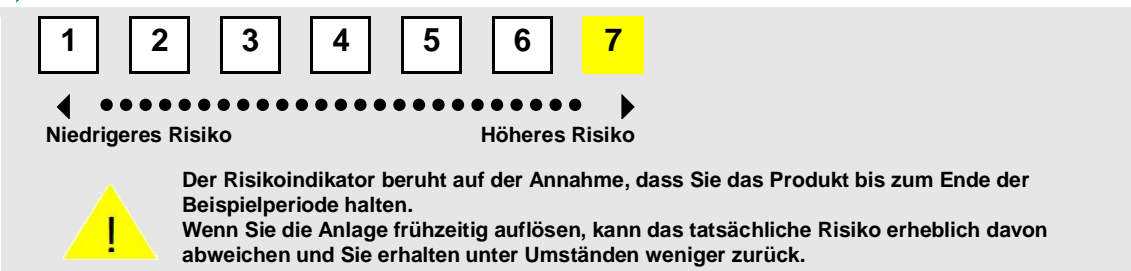 1 2 3 4 5 6 7
Niedrigeres Risiko Höheres Risiko
Der Risikoindikator beruht auf der Annahme, dass Sie das Produkt bis zum Ende der
Beispielperiode halten.
! Wenn Sie die Anlage frühzeitig auflösen, kann das tatsächliche Risiko erheblich davon
abweichen und Sie erhalten unter Umständen weniger zurück.